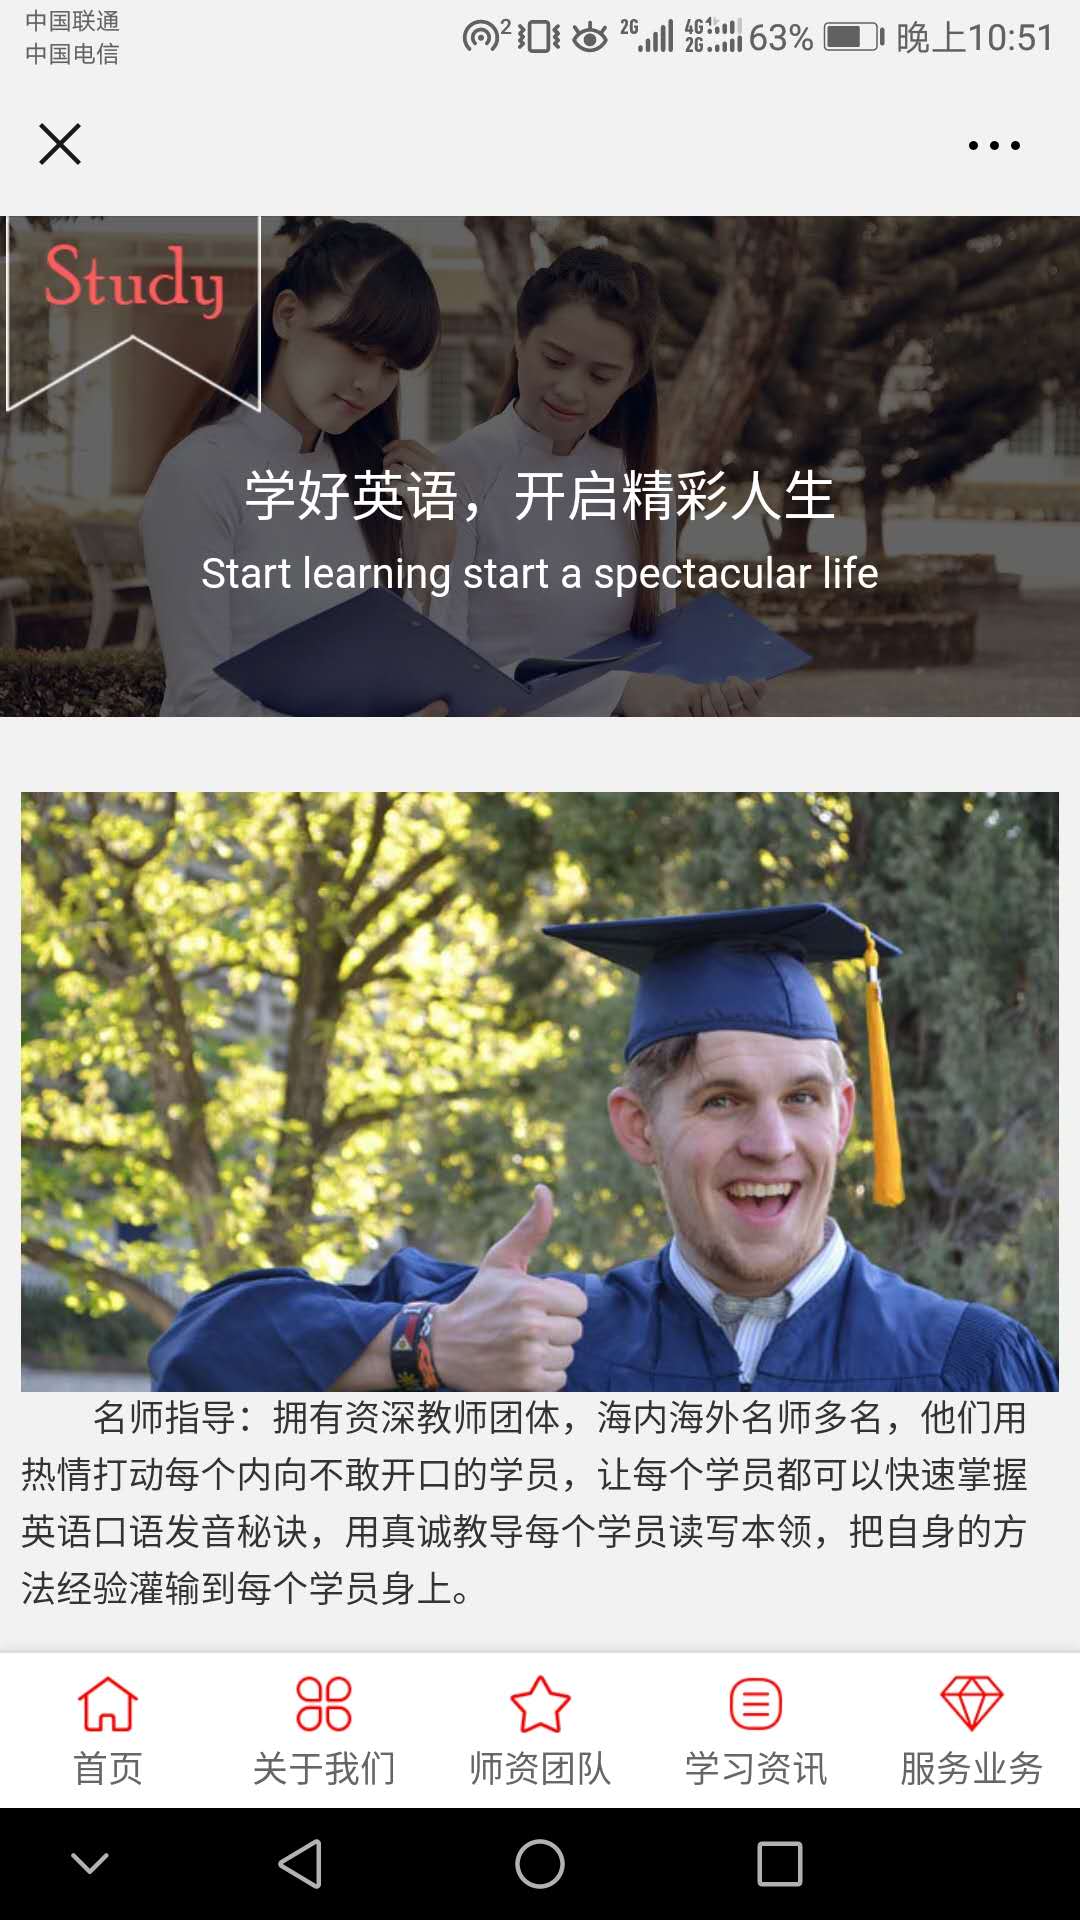 中国联通
中国电信
2 2G 4G 2G 63% 晚上10:51
Study
学好英语，开启精彩人生
Start learning start a spectacular life
名师指导：拥有资深教师团体，海内海外名师多名，他们用
热情打动每个内向不敢开口的学员，让每个学员都可以快速掌握
英语口语发音秘诀，用真诚教导每个学员读写本领，把自身的方
法经验灌输到每个学员身上。
首页 关于我们 师资团队 学习资讯 服务业务